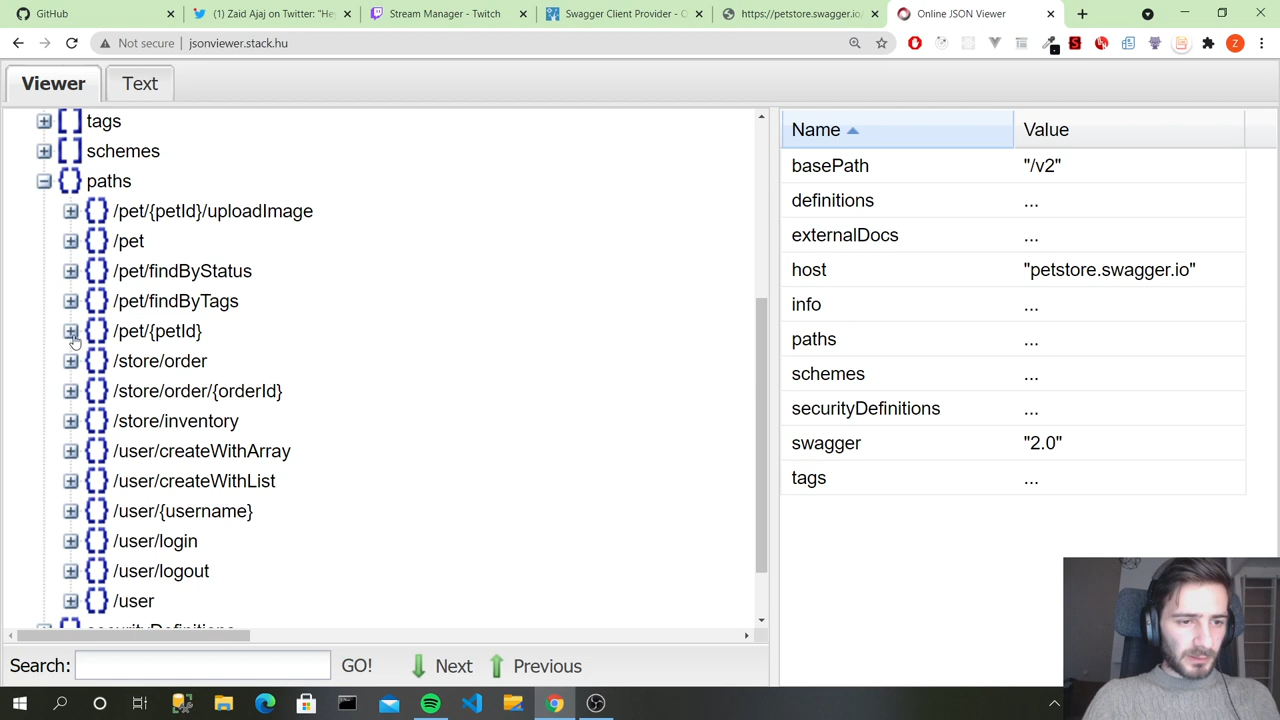 GitHub
(1) Zaid Ajaj on Twitter: "He
Stream Manager - Twitch
Swagger Client Provider - O
https://petstore.swagger.io
Online JSON Viewer
Not secure | jsonviewer.stack.hu
Z
Viewer
Text
tags
schemes
paths
/pet/{petId}/uploadImage
/pet
/pet/findByStatus
/pet/findByTags
/pet/{petId}
/store/order
/store/order/{orderId}
/store/inventory
/user/createWithArray
/user/createWithList
/user/{username}
/user/login
/user/logout
/user
Name Value
basePath "/v2"
definitions ...
externalDocs ...
host "petstore.swagger.io"
info ...
paths ...
schemes ...
securityDefinitions ...
swagger "2.0"
tags ...
Search: GO! Next Previous